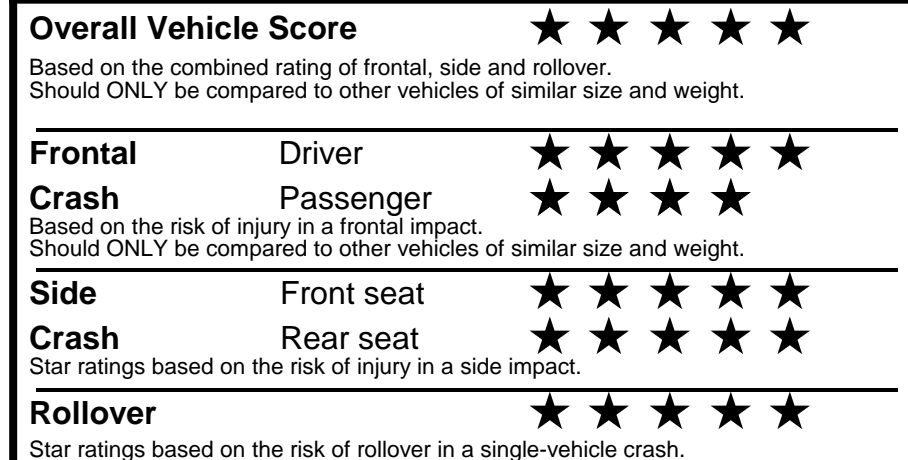 Overall Vehicle Score ★ ★ ★ ★ ★
Based on the combined rating of frontal, side and rollover.
Should ONLY be compared to other vehicles of similar size and weight.
Frontal Driver ★ ★ ★ ★ ★
Crash Passenger ★ ★ ★ ★
Based on the risk of injury in a frontal impact.
Should ONLY be compared to other vehicles of similar size and weight.
Side Front seat ★ ★ ★ ★ ★
Crash Rear seat ★ ★ ★ ★ ★
Star ratings based on the risk of injury in a side impact.
Rollover ★ ★ ★ ★ ★
Star ratings based on the risk of rollover in a single-vehicle crash.